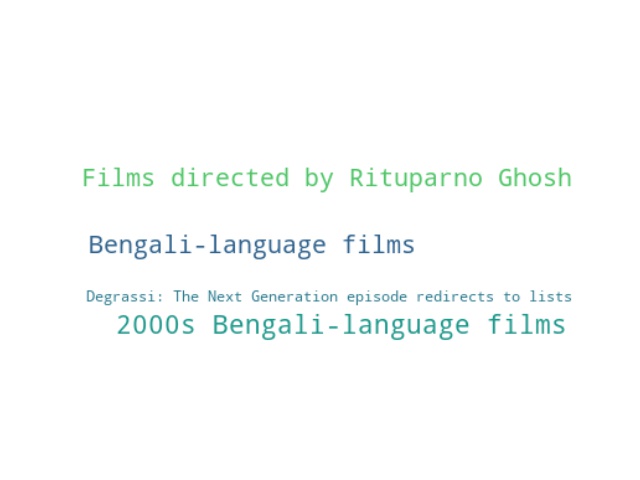 Films directed by Rituparno Ghosh
Bengali-language films
Degrassi: The Next Generation episode redirects to lists
2000s Bengali-language films